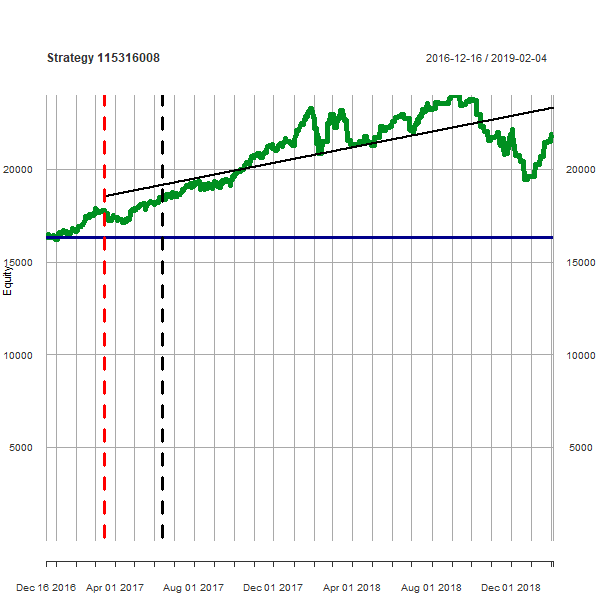 Strategy 115316008 2016-12-16 / 2019-02-04
20000 20000
15000 15000
Equity
10000 10000
5000 5000
Dec 16 2016 Apr 01 2017 Aug 01 2017 Dec 01 2017 Apr 01 2018 Aug 01 2018 Dec 01 2018